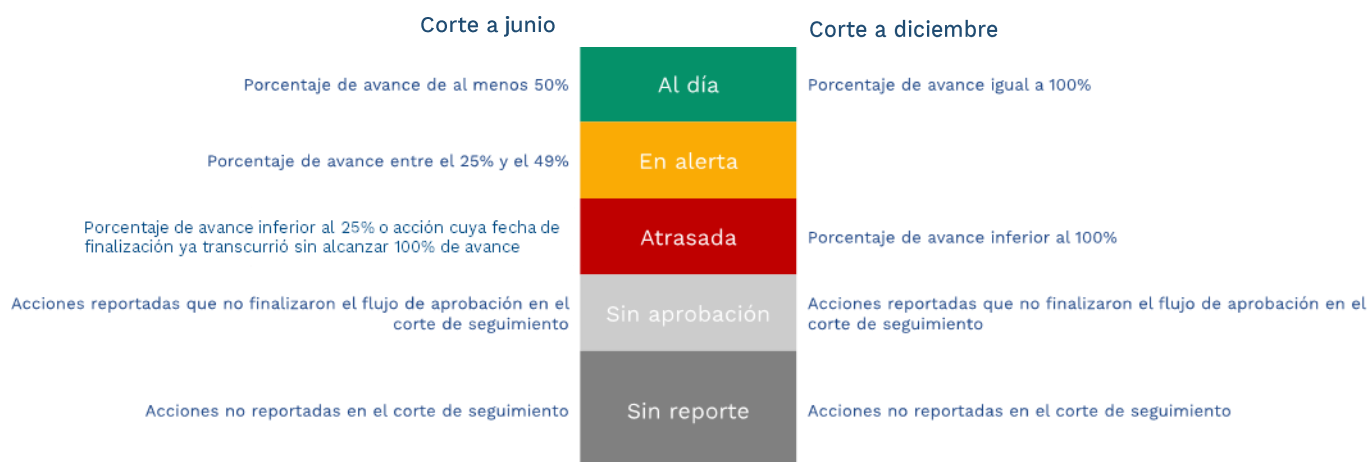 Corte a junio
Corte a diciembre
Porcentaje de avance de al menos 50%
Al día
Porcentaje de avance igual a 100%
Porcentaje de avance entre el 25% y el 49%
En alerta
Porcentaje de avance inferior al 25% o acción cuya fecha de
finalización ya transcurrió sin alcanzar 100% de avance
Atrasada
Porcentaje de avance inferior al 100%
Acciones reportadas que no finalizaron el flujo de aprobación en el
corte de seguimiento
Sin aprobación
Acciones reportadas que no finalizaron el flujo de aprobación en el
corte de seguimiento
Acciones no reportadas en el corte de seguimiento
Sin reporte
Acciones no reportadas en el corte de seguimiento